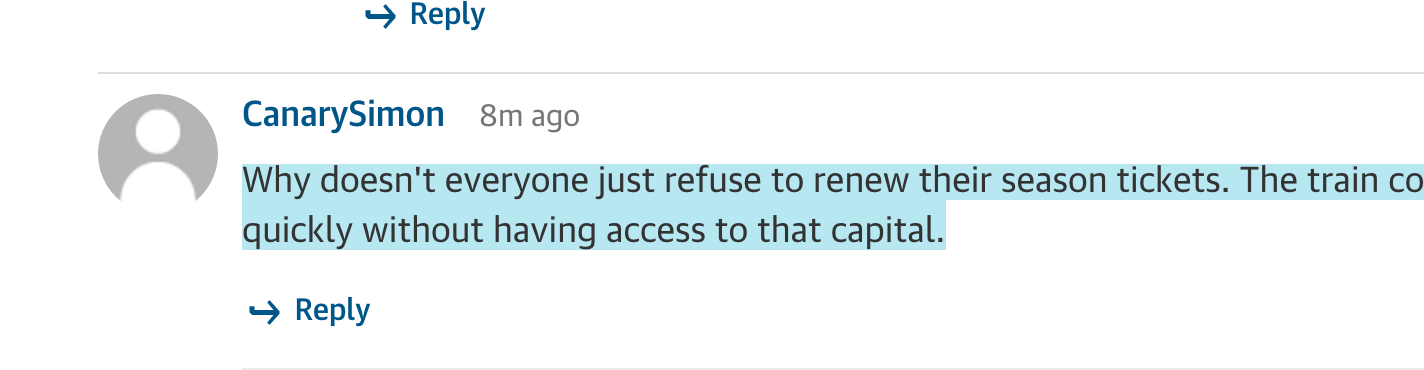 Reply
CanarySimon 8m ago
Why doesn't everyone just refuse to renew their season tickets. The train co
quickly without having access to that capital.
Reply